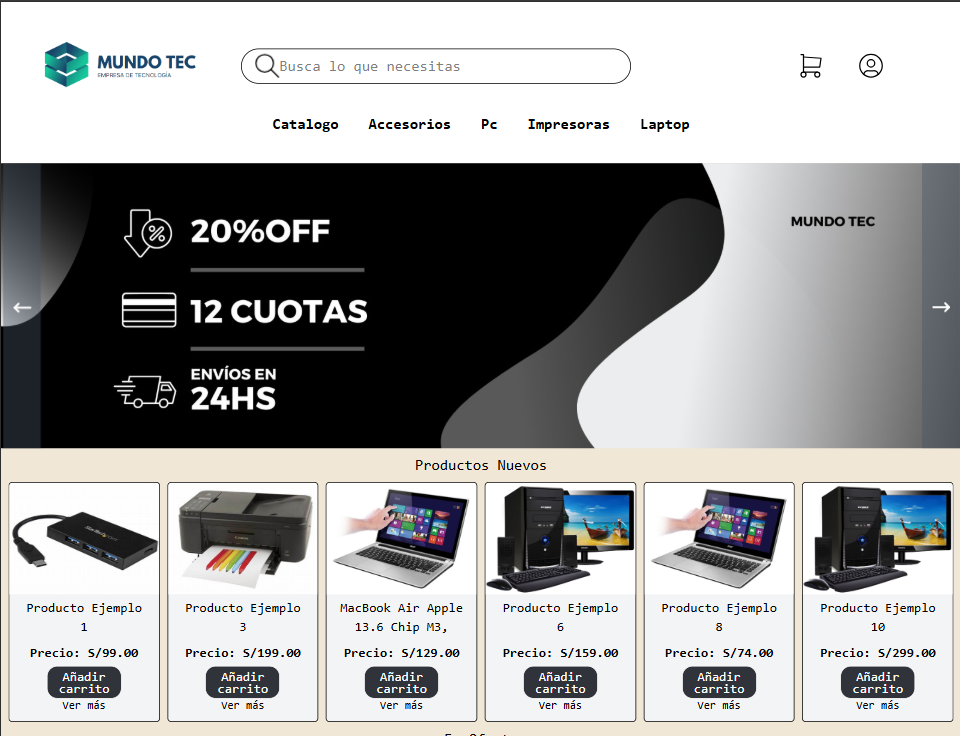 MUNDO TEC
EMPRESA DE TECNOLOGÍA
Busca lo que necesitas
Catalogo Accesorios Pc Impresoras Laptop
20%OFF
MUNDO TEC
12 CUOTAS
ENVÍOS EN
24HS
Productos Nuevos
Producto Ejemplo
1
Precio: S/99.00
Añadir
carrito
Ver más
Producto Ejemplo
3
Precio: S/199.00
Añadir
carrito
Ver más
MacBook Air Apple
13.6 Chip M3,
Precio: S/129.00
Añadir
carrito
Ver más
Producto Ejemplo
6
Precio: S/159.00
Añadir
carrito
Ver más
Producto Ejemplo
8
Precio: S/74.00
Añadir
carrito
Ver más
Producto Ejemplo
10
Precio: S/299.00
Añadir
carrito
Ver más